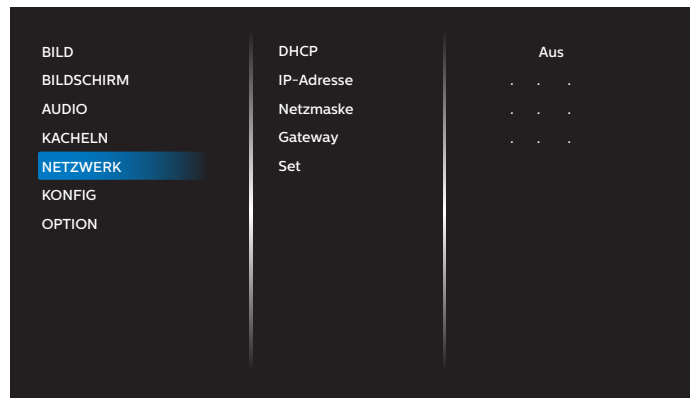 BILD
BILDSCHIRM
AUDIO
KACHELN
NETZWERK
KONFIG
OPTION
DHCP Aus
IP-Adresse . . .
Netzmaske . . .
Gateway . . .
Set